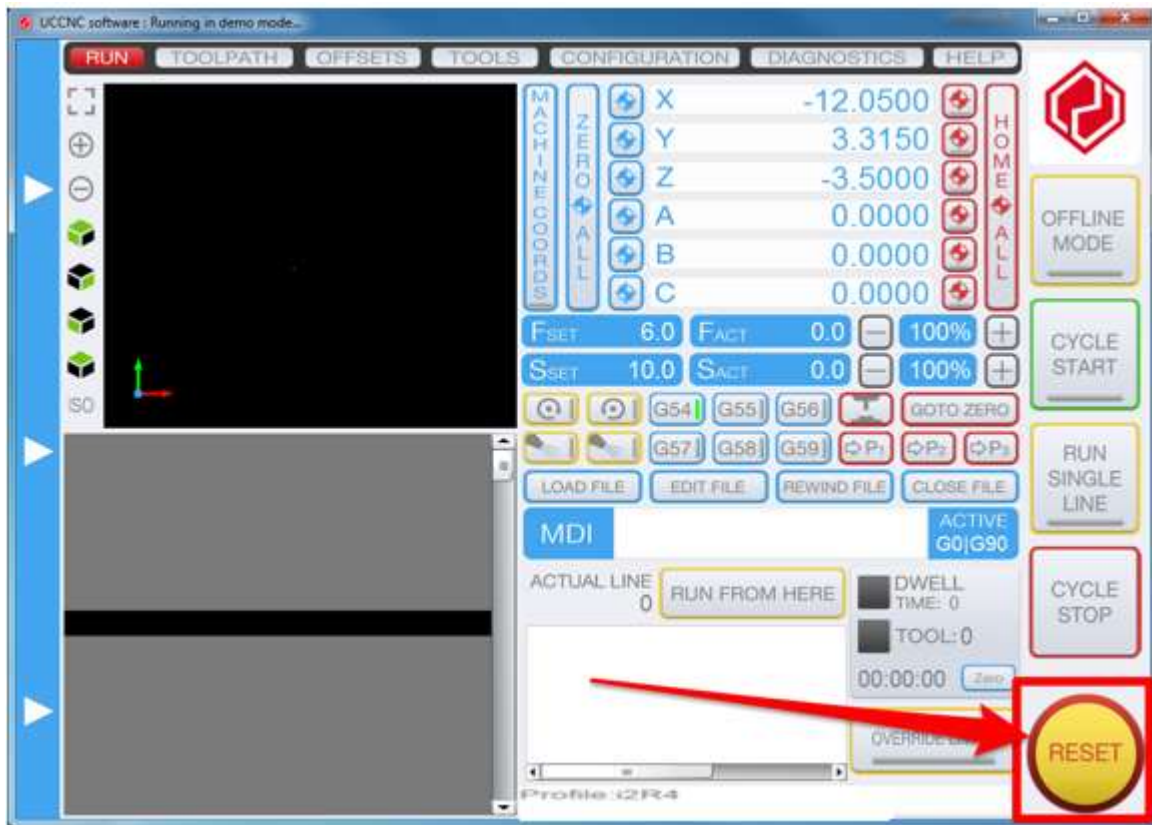 UCCNC software : Running in demo mode...
RUN TOOLPATH OFFSETS TOOLS CONFIGURATION DIAGNOSTICS HELP
MACHINE COORDS
ZERO ALL
X -12.0500
Y 3.3150
Z -3.5000
A 0.0000
B 0.0000
C 0.0000
HOME ALL
ISO
FSET 6.0 FACT 0.0 100%
SSET 10.0 SACT 0.0 100%
G54 G55 G56 GOTO ZERO
G57 G58 G59 P1 P2 P3
LOAD FILE EDIT FILE REWIND FILE CLOSE FILE
MDI
ACTIVE
G0|G90
ACTUAL LINE
0
RUN FROM HERE
DWELL
TIME: 0
TOOL:0
00:00:00 Zero
OVERRIDE
Profile:i2R4
OFFLINE
MODE
CYCLE
START
RUN
SINGLE
LINE
CYCLE
STOP
RESET